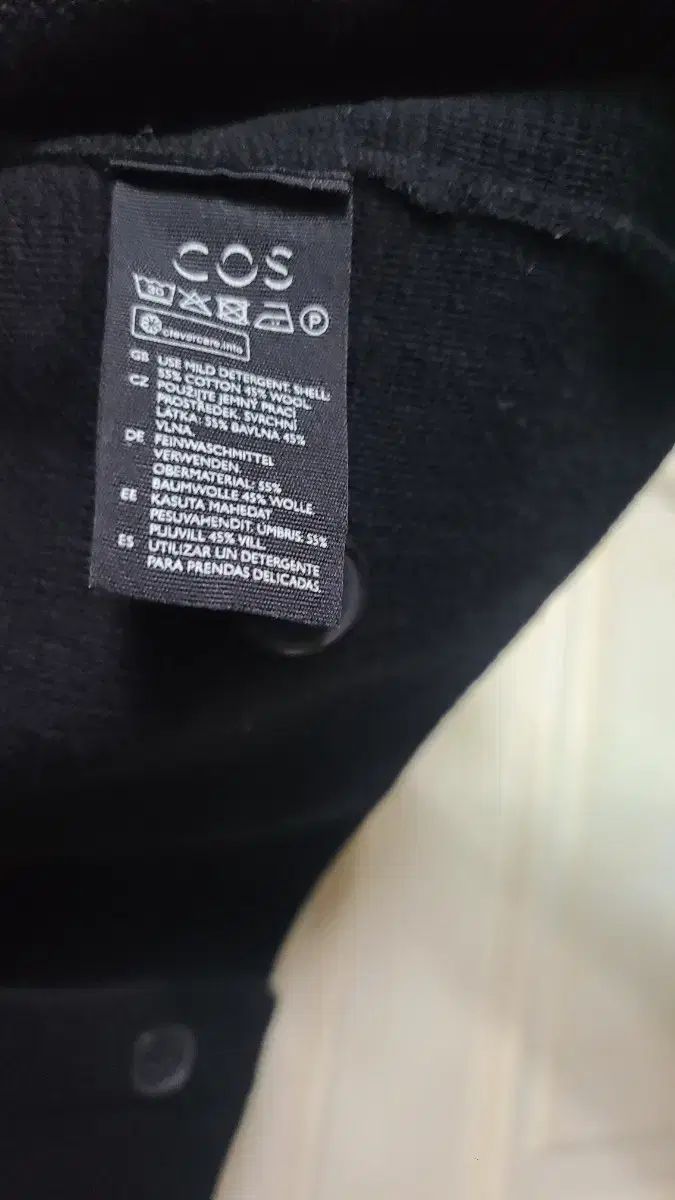 COS
30
P
clevercare.info
GB USE MILD DETERGENT. SHELL:
55% COTTON 45% WOOL.
CZ POUŽIJTE JEMNÝ PRACÍ
PROSTŘEDEK. SVRCHNÍ
LÁTKA: 55% BAVLNA 45%
VLNA.
DE FEINWASCHMITTEL
VERWENDEN.
OBERMATERIAL: 55%
BAUMWOLLE 45% WOLLE.
EE KASUTA MAHEDAT
PESUVAHENDIT. ÜMBRIS: 55%
PUUVILL 45% VILL.
ES UTILIZAR UN DETERGENTE
PARA PRENDAS DELICADAS.